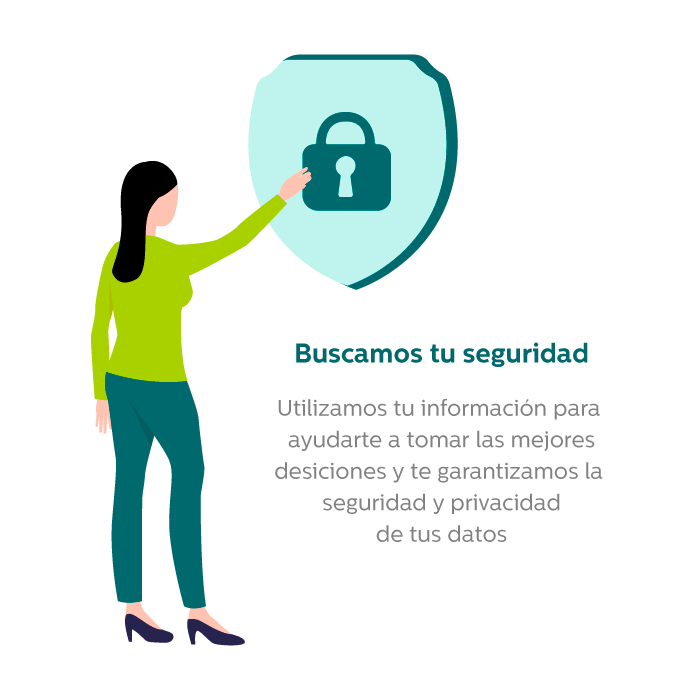 Buscamos tu seguridad
Utilizamos tu información para
ayudarte a tomar las mejores
desiciones y te garantizamos la
seguridad y privacidad
de tus datos